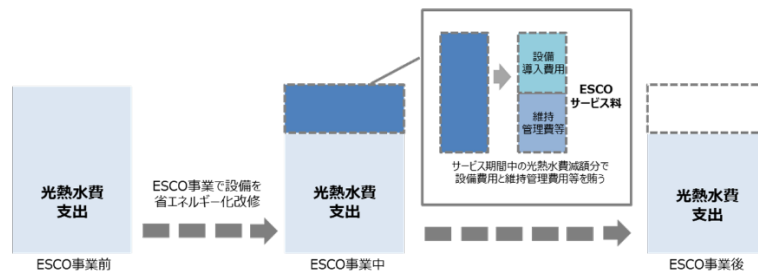 設備
導入費用
ESCO
サービス料
維持
管理費等
サービス期間中の光熱水費減額分で
設備費用と維持管理費用等を賄う
光熱水費
支出
ESCO事業で設備を
省エネルギー化改修
光熱水費
支出
光熱水費
支出
ESCO事業前
ESCO事業中
ESCO事業後